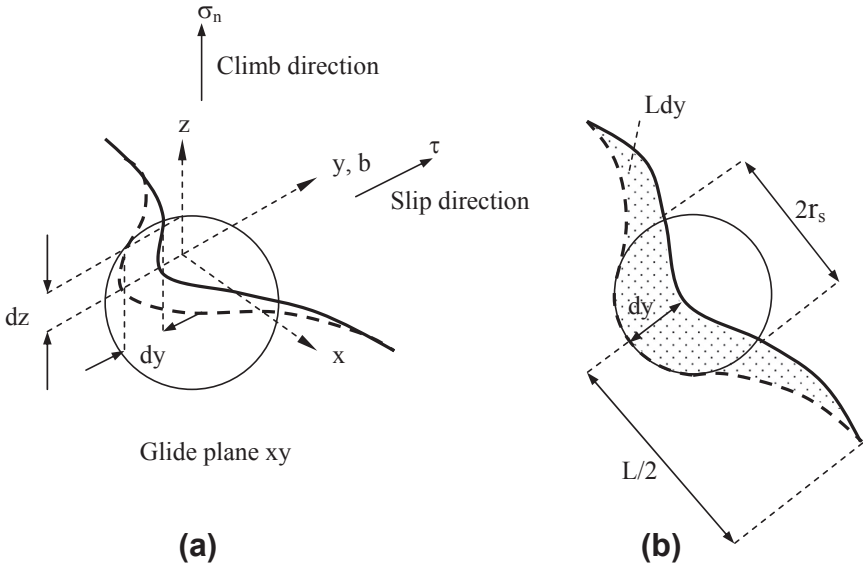 σn
Climb direction
z
y, b
τ
Slip direction
dz
dy
x
Glide plane xy
(a)
Ldy
2rs
dy
L/2
(b)